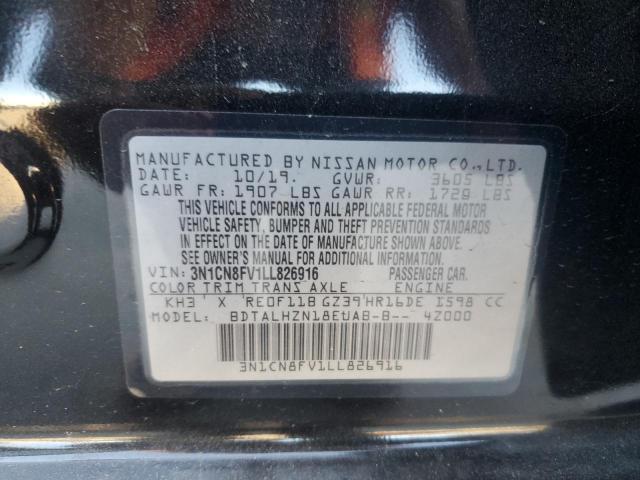 MANUFACTURED BY NISSAN MOTOR CO., LTD.
DATE: 10/19. GVWR: 3605 LBS
GAWR FR: 1907 LBS GAWR RR: 1728 LBS
THIS VEHICLE CONFORMS TO ALL APPLICABLE FEDERAL MOTOR
VEHICLE SAFETY, BUMPER AND THEFT PREVENTION STANDARDS
IN EFFECT ON THE DATE OF MANUFACTURE SHOWN ABOVE.
SEE OWNER'S MANUAL FOR ADDITIONAL INFORMATION.
VIN: 3N1CN8FV1LL826916 PASSENGER CAR.
COLOR TRIM TRANS AXLE ENGINE
KH3 X RE0F11B GZ39 HR16DE 1598 CC
MODEL: BDTALHZN18EUAB-B-- 4Z000
3N1CN8FV1LL826916